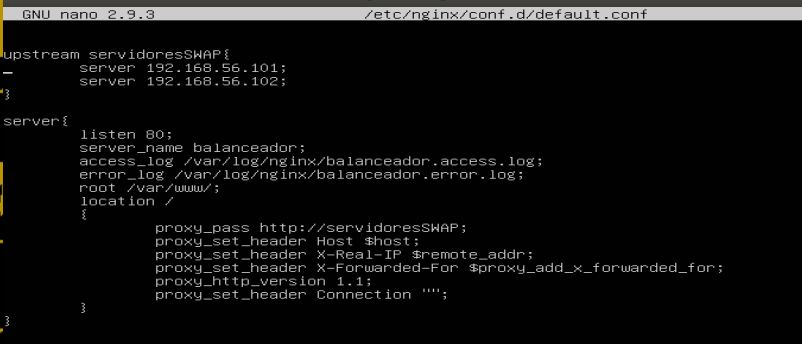 GNU nano 2.9.3 /etc/nginx/conf.d/default.conf
upstream servidoresSWAP{
server 192.168.56.101;
server 192.168.56.102;
}
server{
listen 80;
server_name balanceador;
access_log /var/log/nginx/balanceador.access.log;
error_log /var/log/nginx/balanceador.error.log;
root /var/www/;
location /
{
proxy_pass http://servidoresSWAP;
proxy_set_header Host $host;
proxy_set_header X-Real-IP $remote_addr;
proxy_set_header X-Forwarded-For $proxy_add_x_forwarded_for;
proxy_http_version 1.1;
proxy_set_header Connection "";
}
}